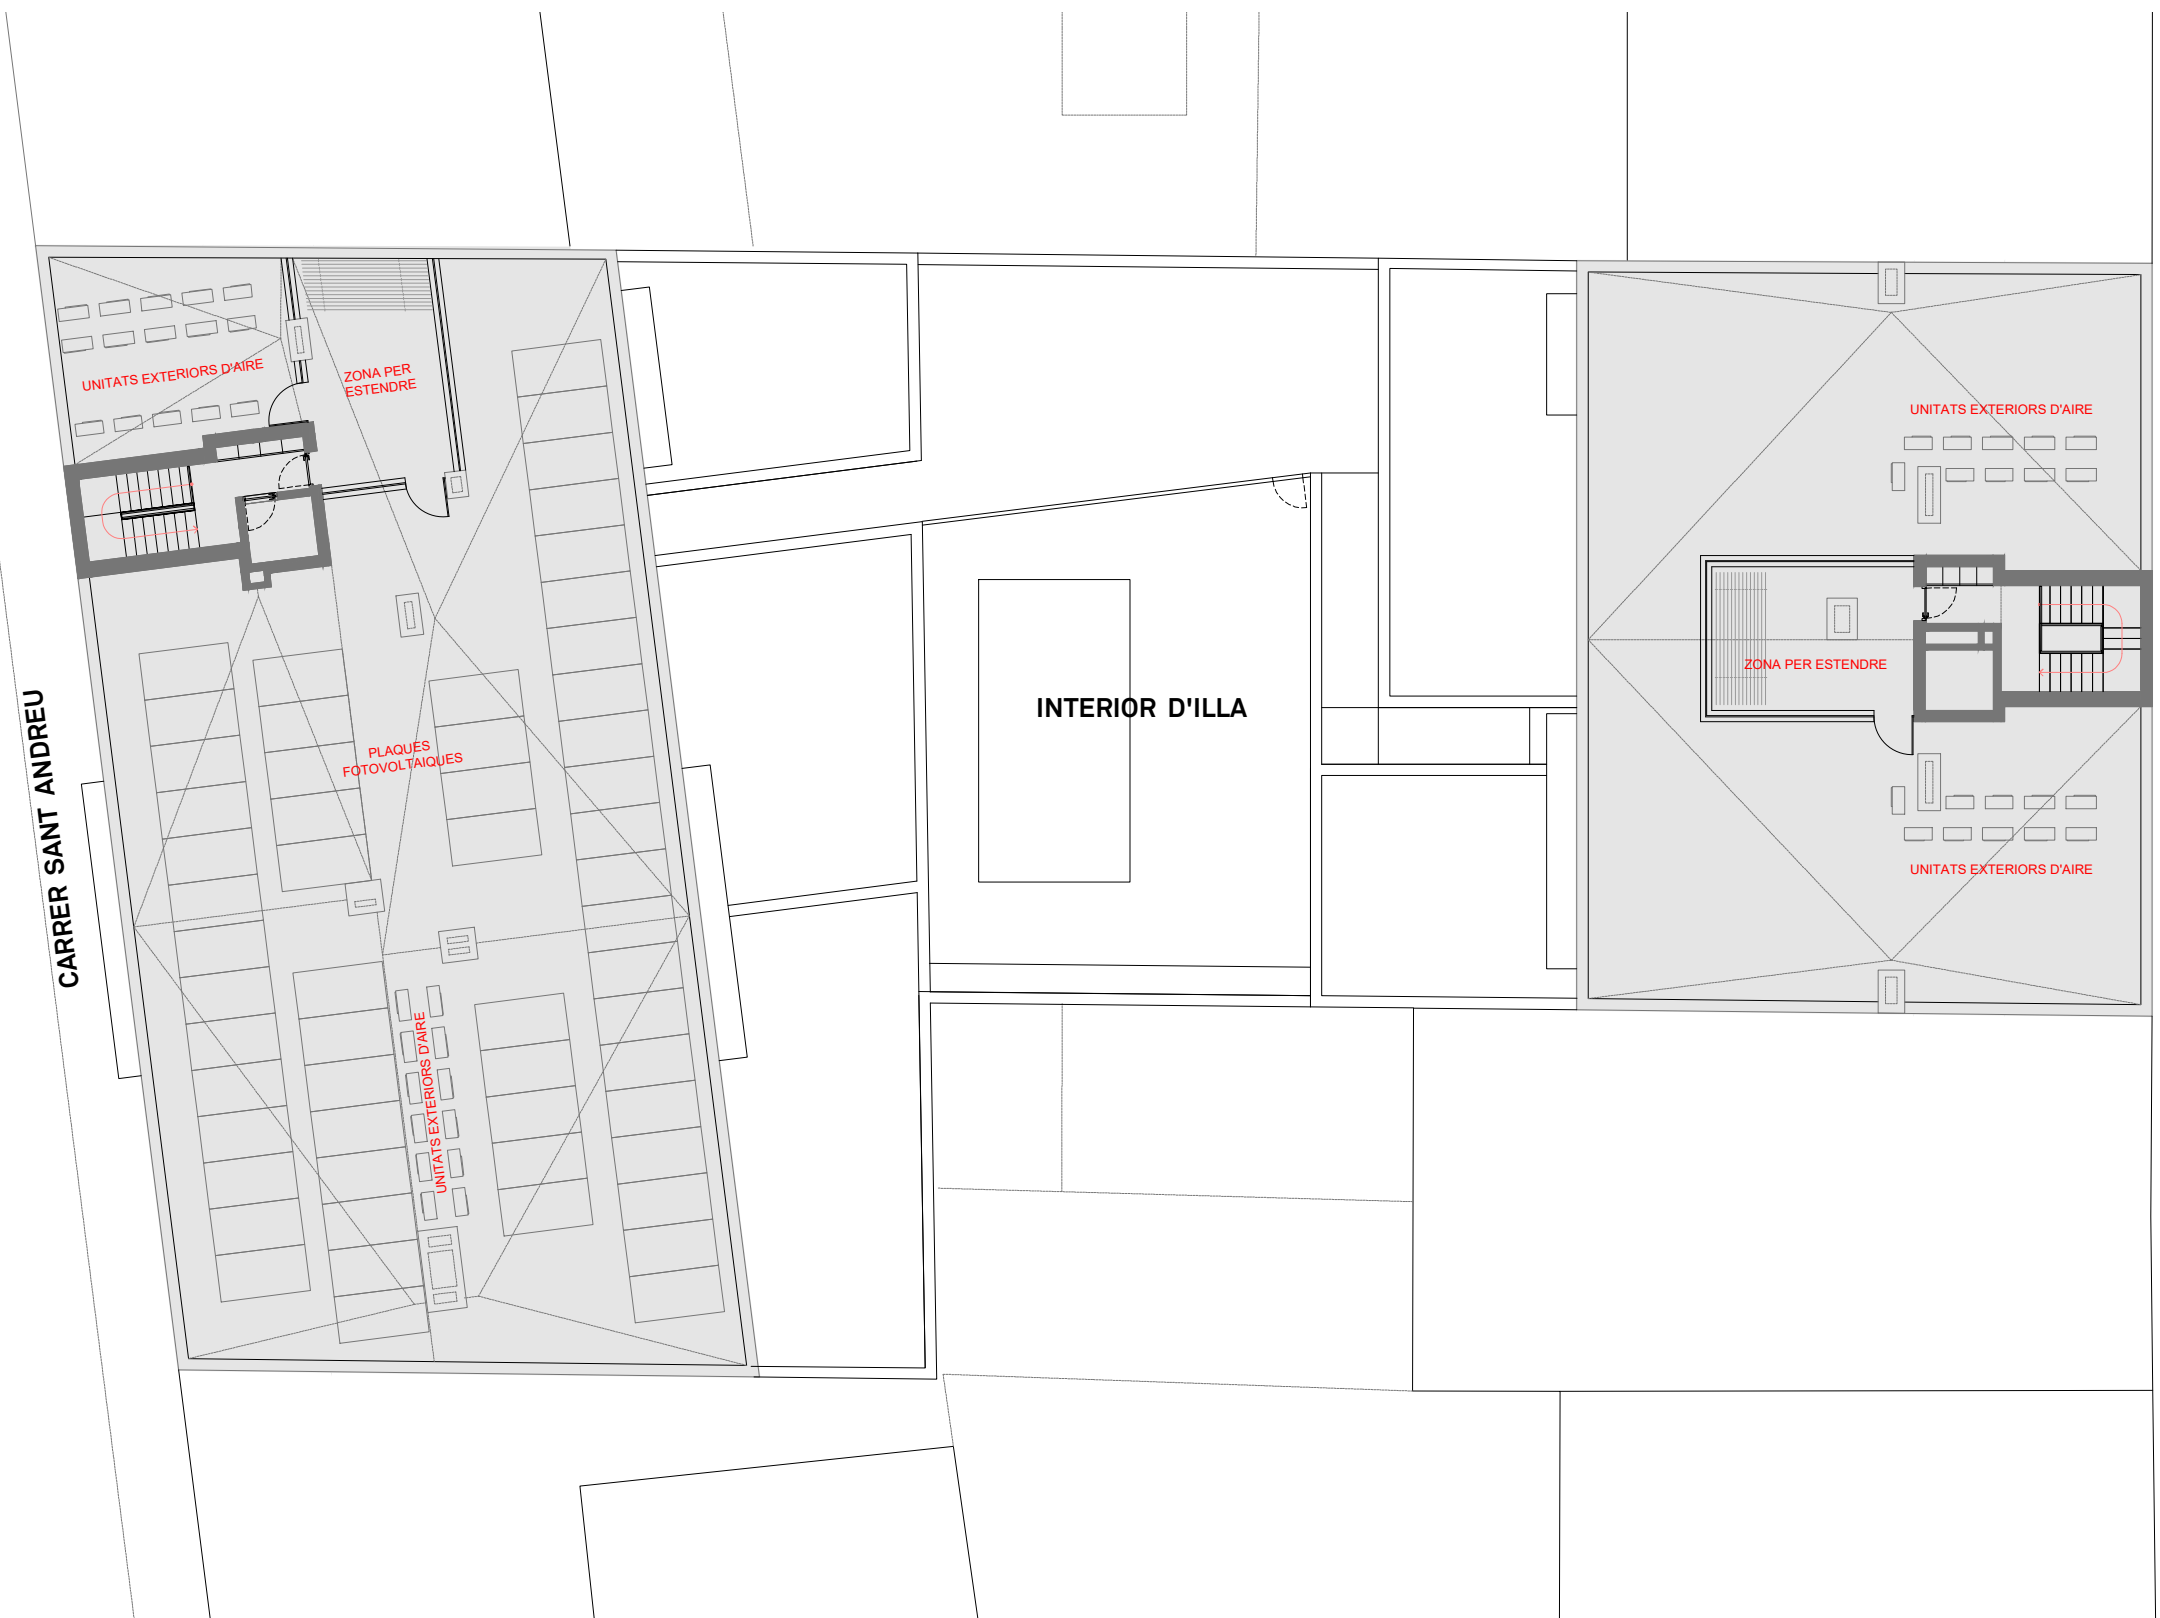 UNITATS EXTERIORS D'AIRE
ZONA PER
ESTENDRE
PLAQUES
FOTOVOLTAIQUES
UNITATS EXTERIORS D'AIRE
CARRER SANT ANDREU
INTERIOR D'ILLA
UNITATS EXTERIORS D'AIRE
ZONA PER ESTENDRE
UNITATS EXTERIORS D'AIRE